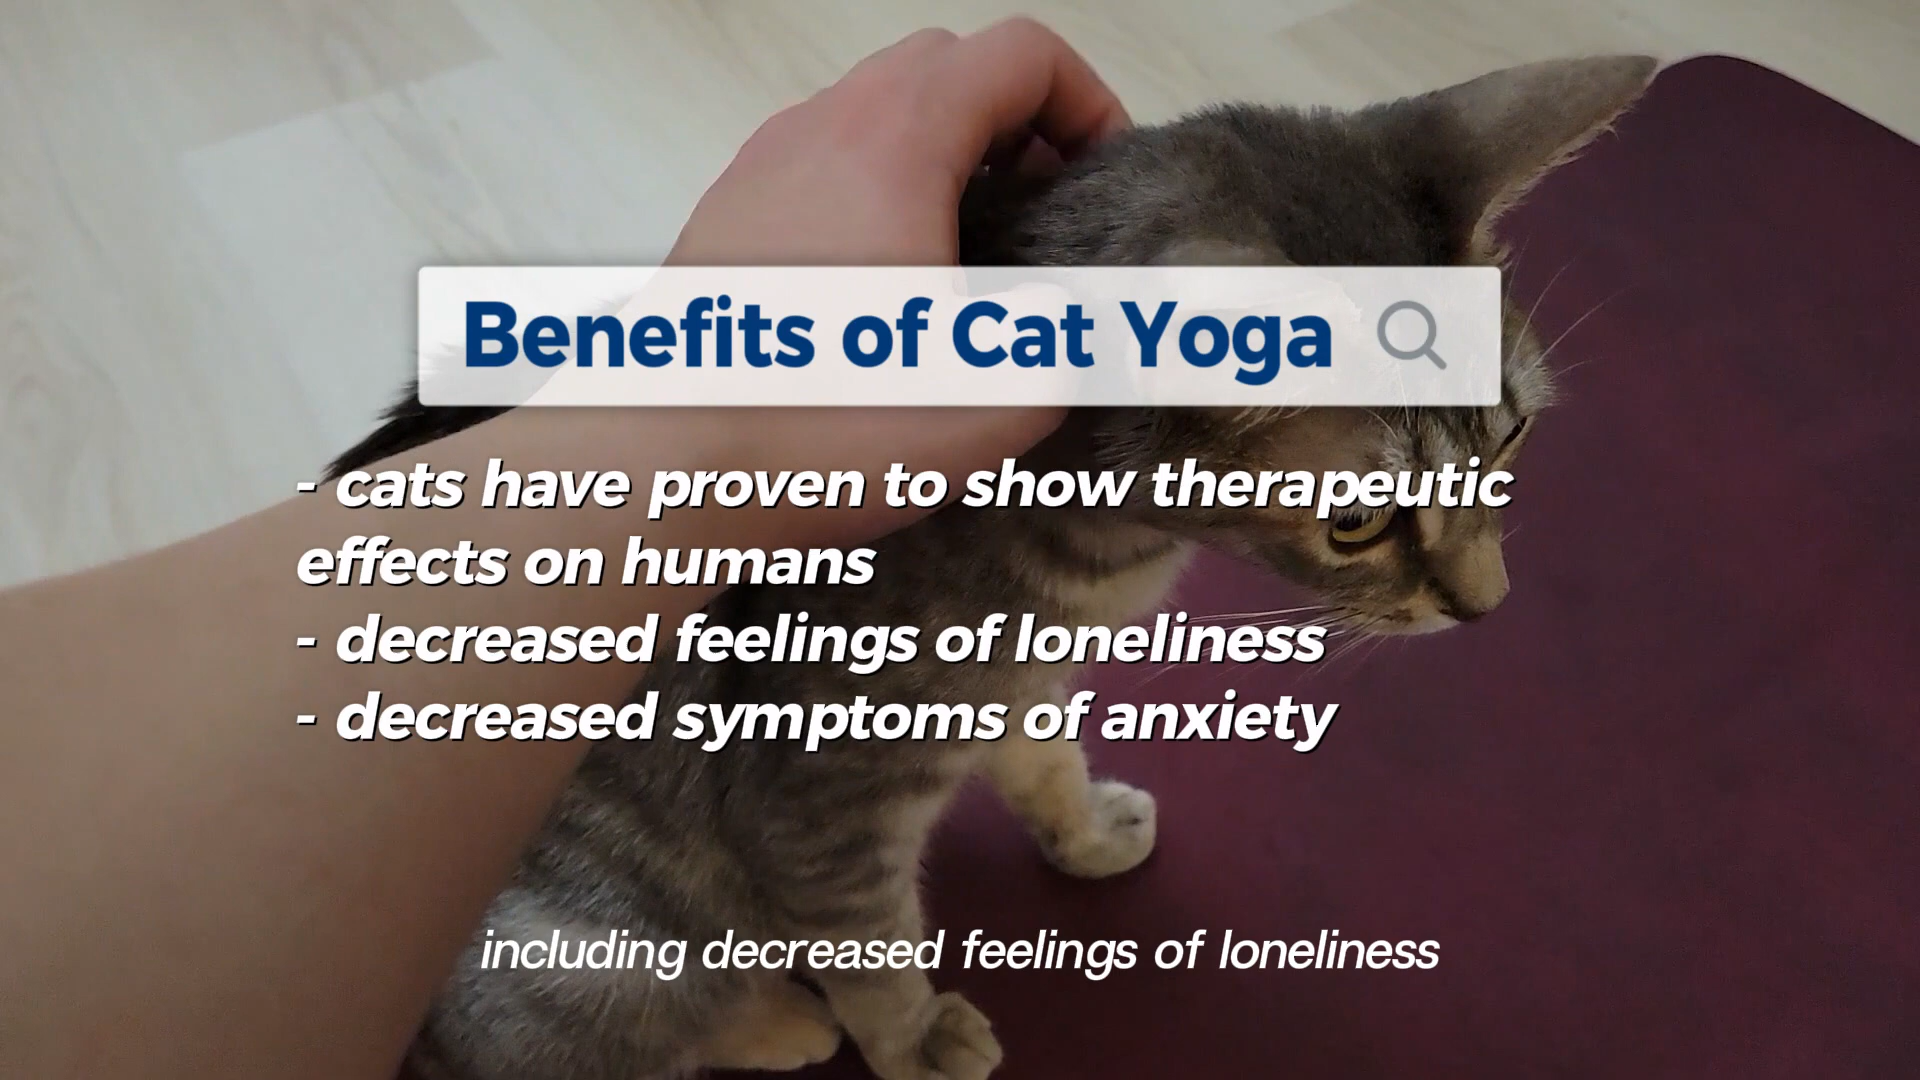 Benefits of Cat Yoga
- cats have proven to show therapeutic
effects on humans
- decreased feelings of loneliness
- decreased symptoms of anxiety
including decreased feelings of loneliness